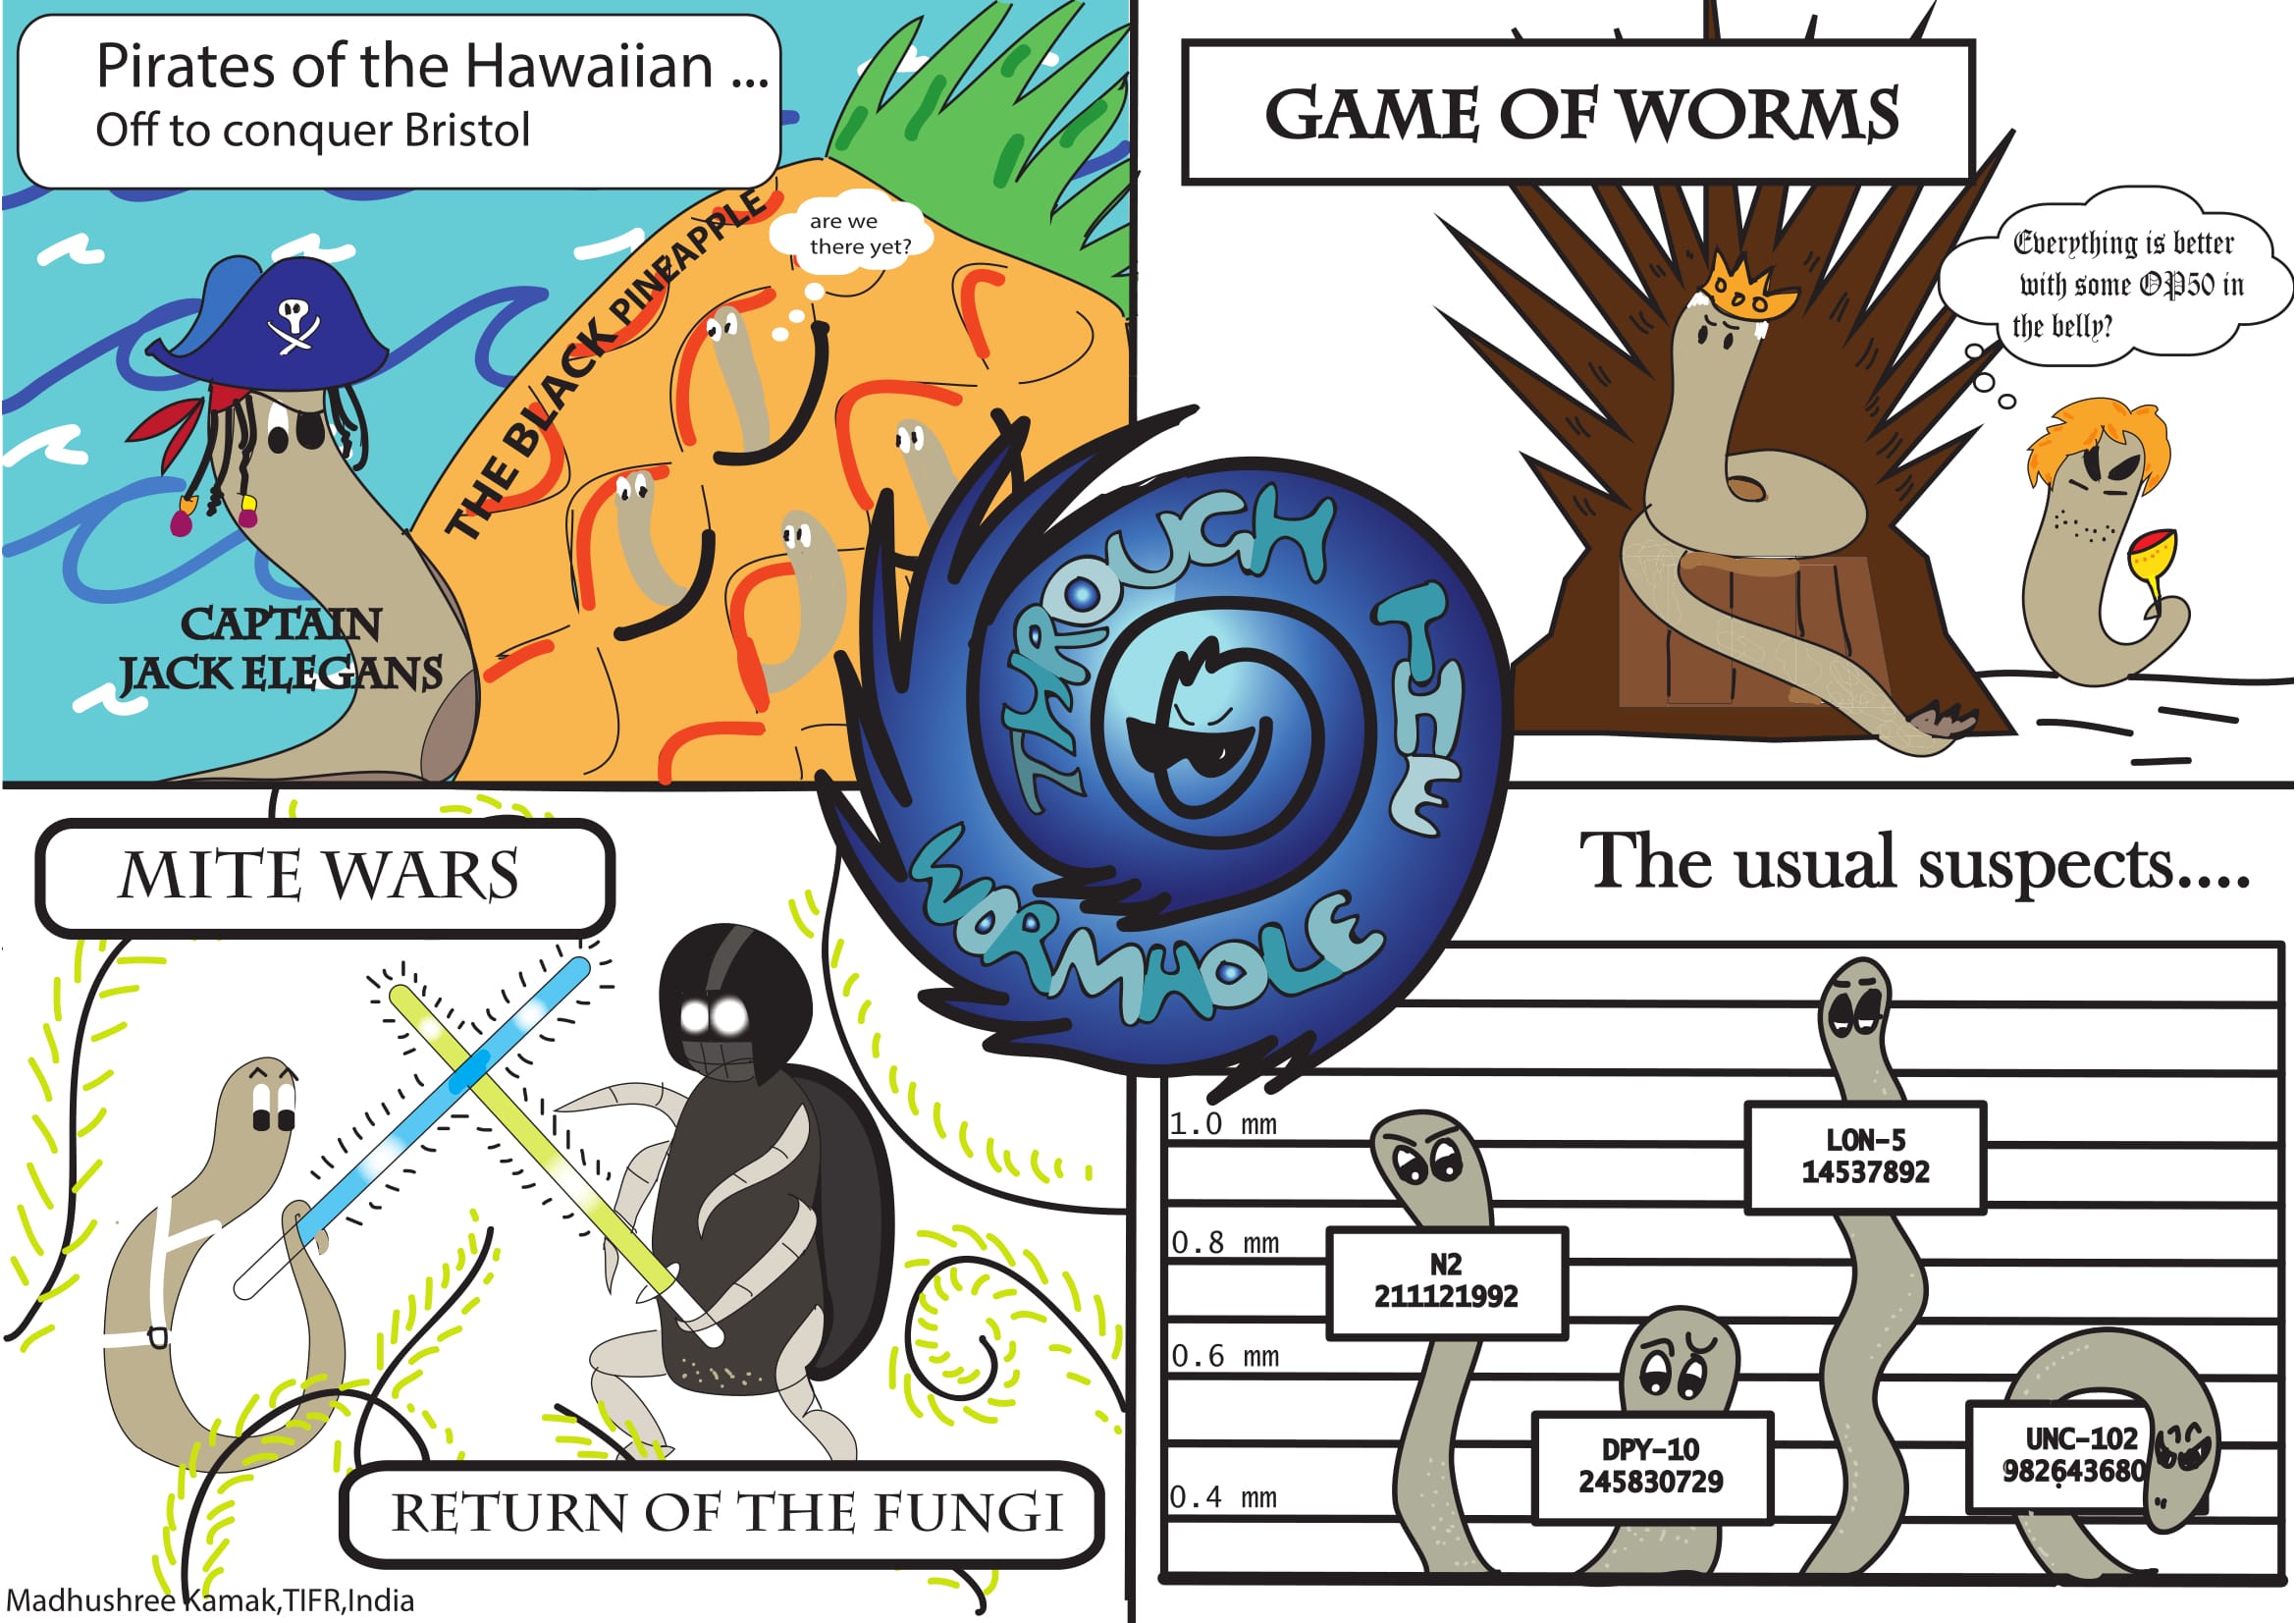 Pirates of the Hawaiian ...
Off to conquer Bristol
THE BLACK PINEAPPLE
are we
there yet?
CAPTAIN
JACK ELEGANS
GAME OF WORMS
Everything is better
with some OP50 in
the belly?
THROUGH THE
WORMHOLE
MITE WARS
RETURN OF THE FUNGI
Madhushree Kamak,TIFR,India
The usual suspects....
1.0 mm
0.8 mm
0.6 mm
0.4 mm
N2
211121992
DPY-10
245830729
LON-5
14537892
UNC-102
982643680